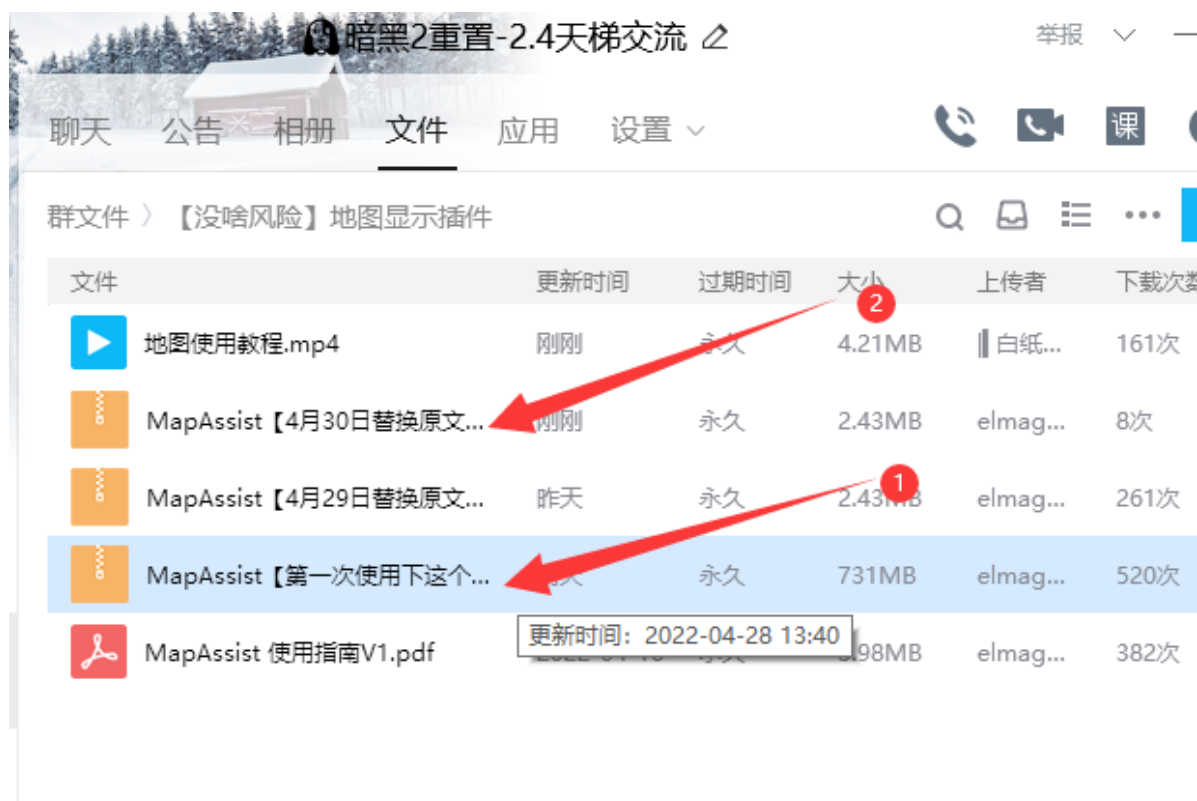 暗黑2重置-2.4天梯交流
举报
聊天 公告 相册 文件 应用 设置
课
群文件 〉 【没啥风险】地图显示插件
文件 更新时间 过期时间 大小 上传者 下载次数
地图使用教程.mp4 刚刚 永久 4.21MB 白纸... 161次
2
MapAssist【4月30日替换原文... 刚刚 永久 2.43MB elmag... 8次
MapAssist【4月29日替换原文... 昨天 永久 2.43MB elmag... 261次
1
MapAssist【第一次使用下这个... 永久 731MB elmag... 520次
更新时间：2022-04-28 13:40
MapAssist 使用指南V1.pdf .98MB elmag... 382次